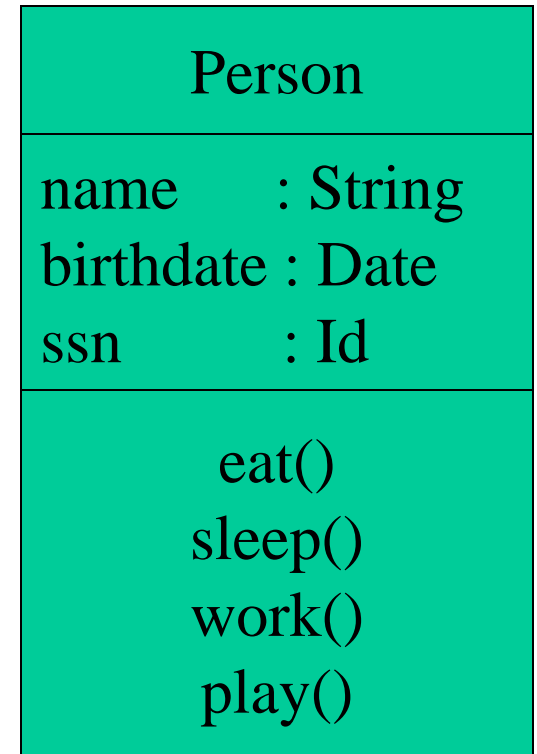 Person
name : String
birthdate : Date
ssn : Id
eat()
sleep()
work()
play()